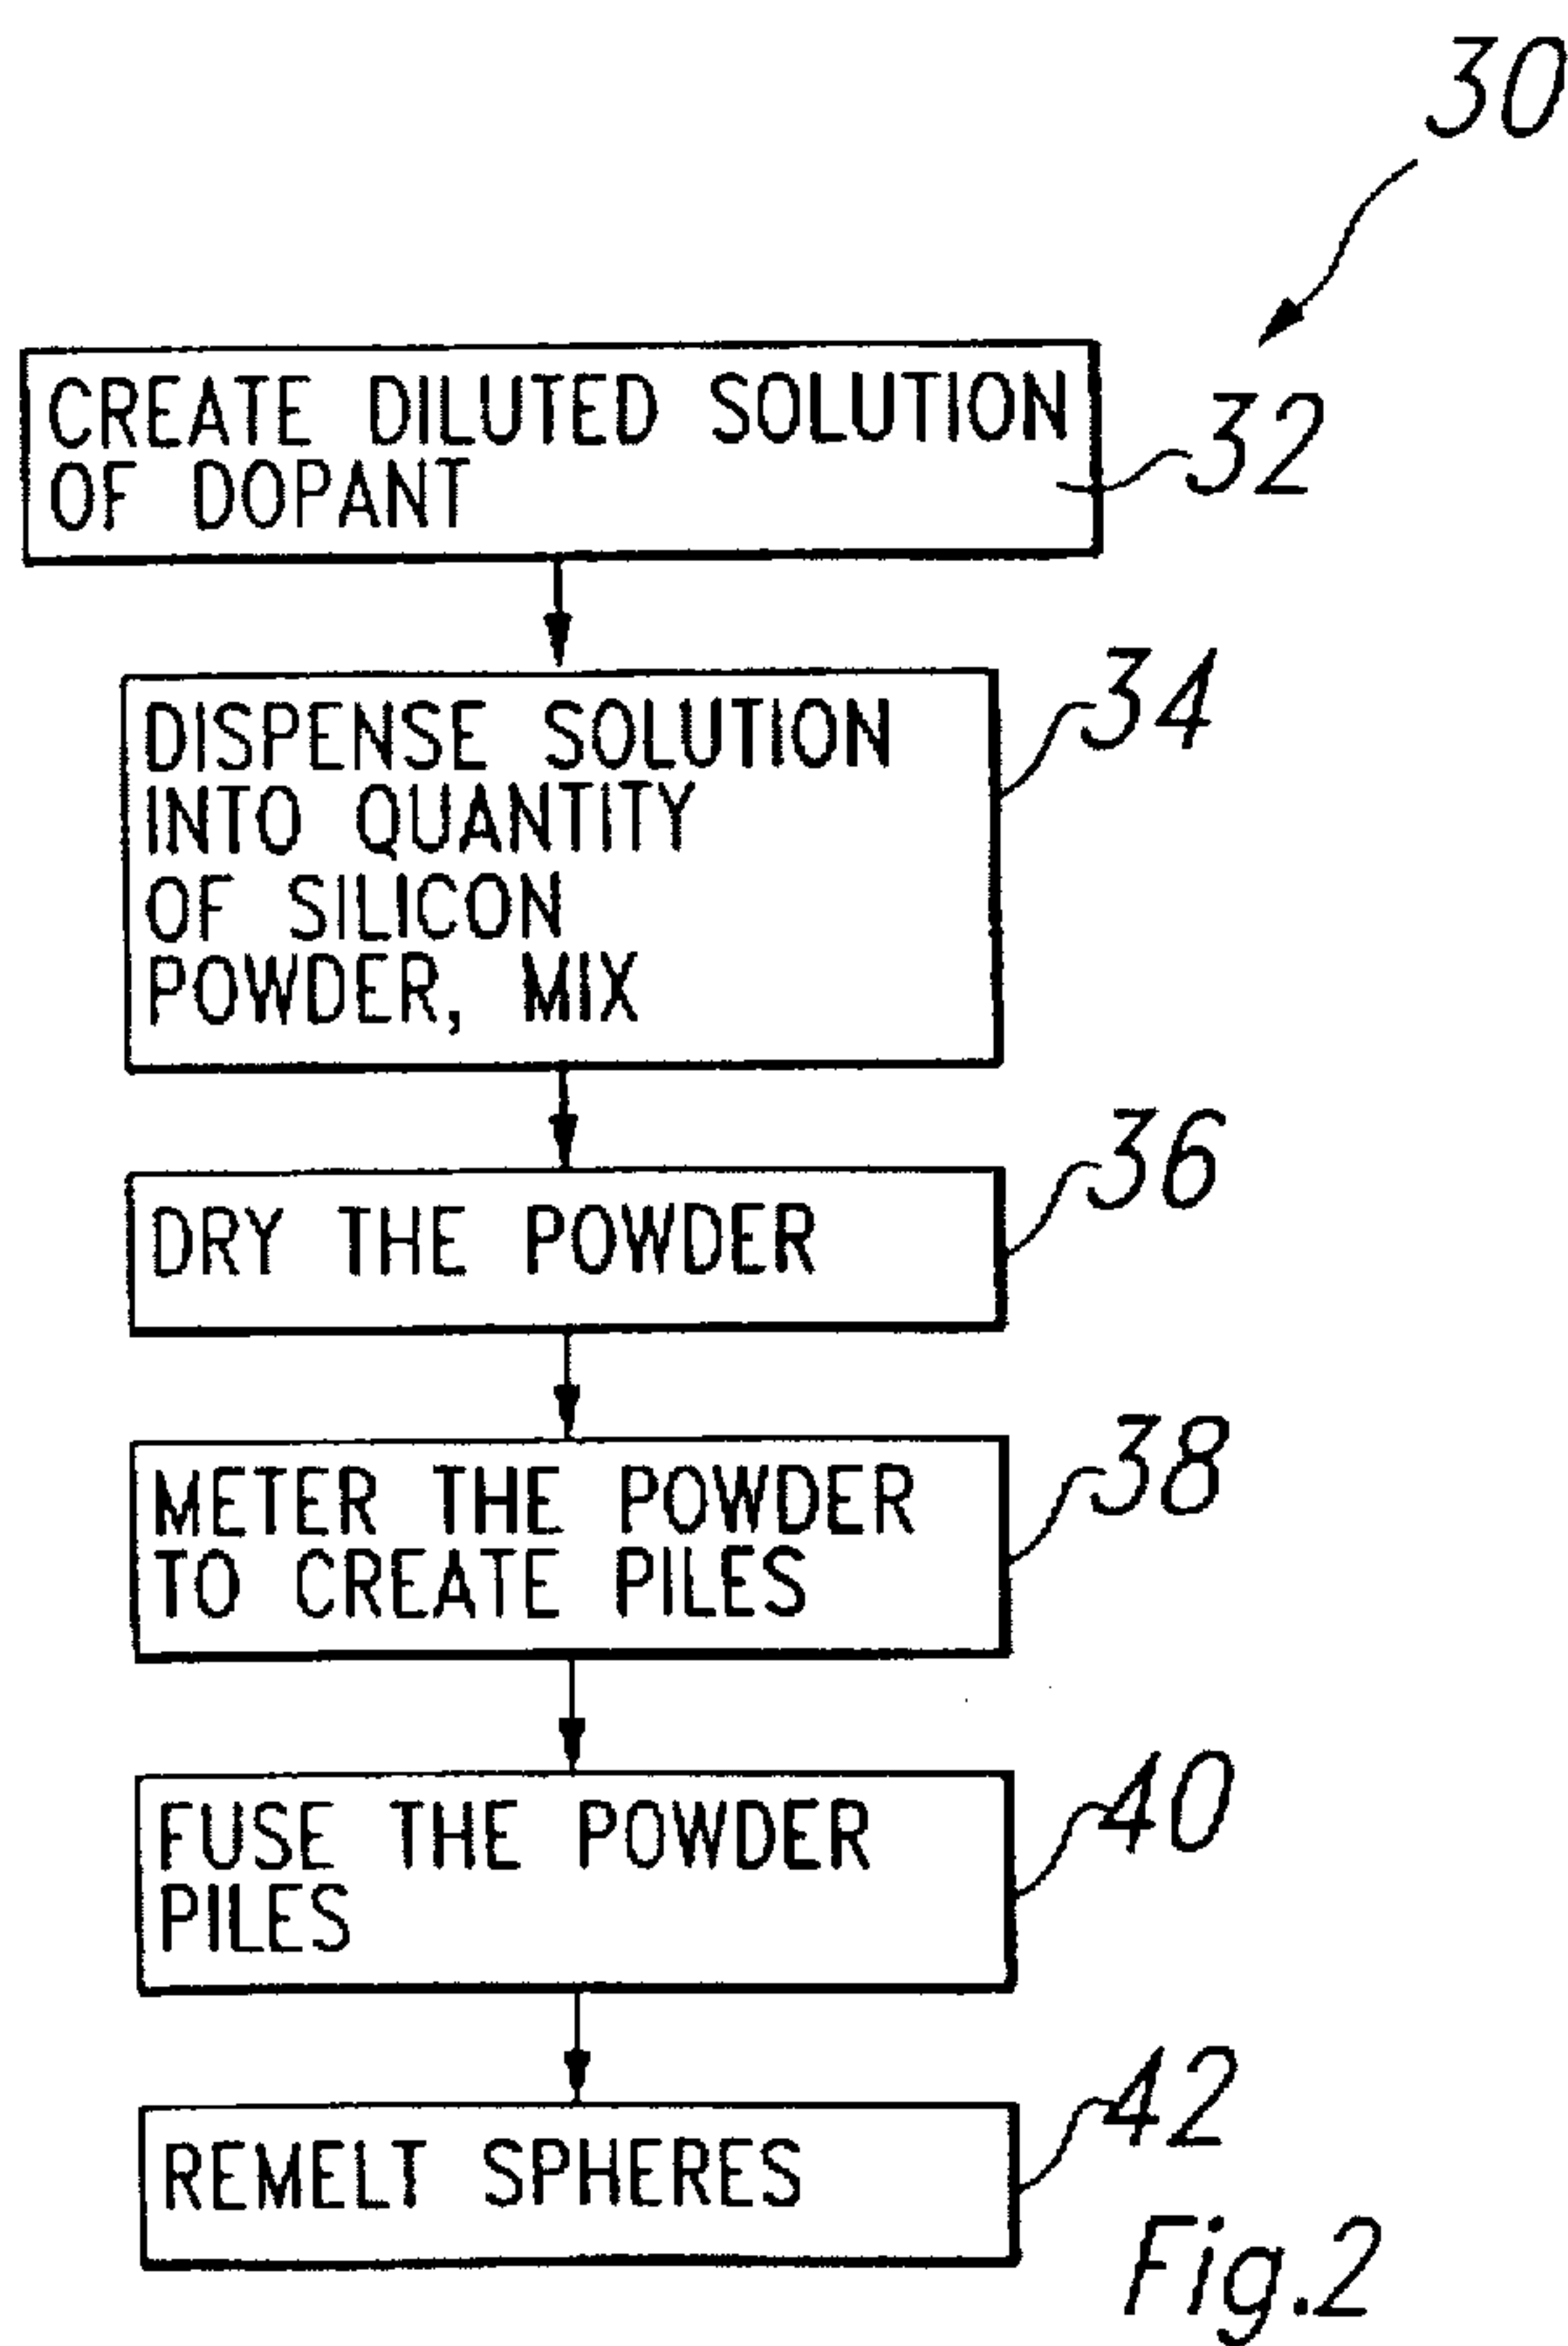 30
CREATE DILUTED SOLUTION
OF DOPANT
32
DISPENSE SOLUTION
INTO QUANTITY
OF SILICON
POWDER, MIX
34
DRY THE POWDER
36
METER THE POWDER
TO CREATE PILES
38
FUSE THE POWDER
PILES
40
REMELT SPHERES
42
Fig.2